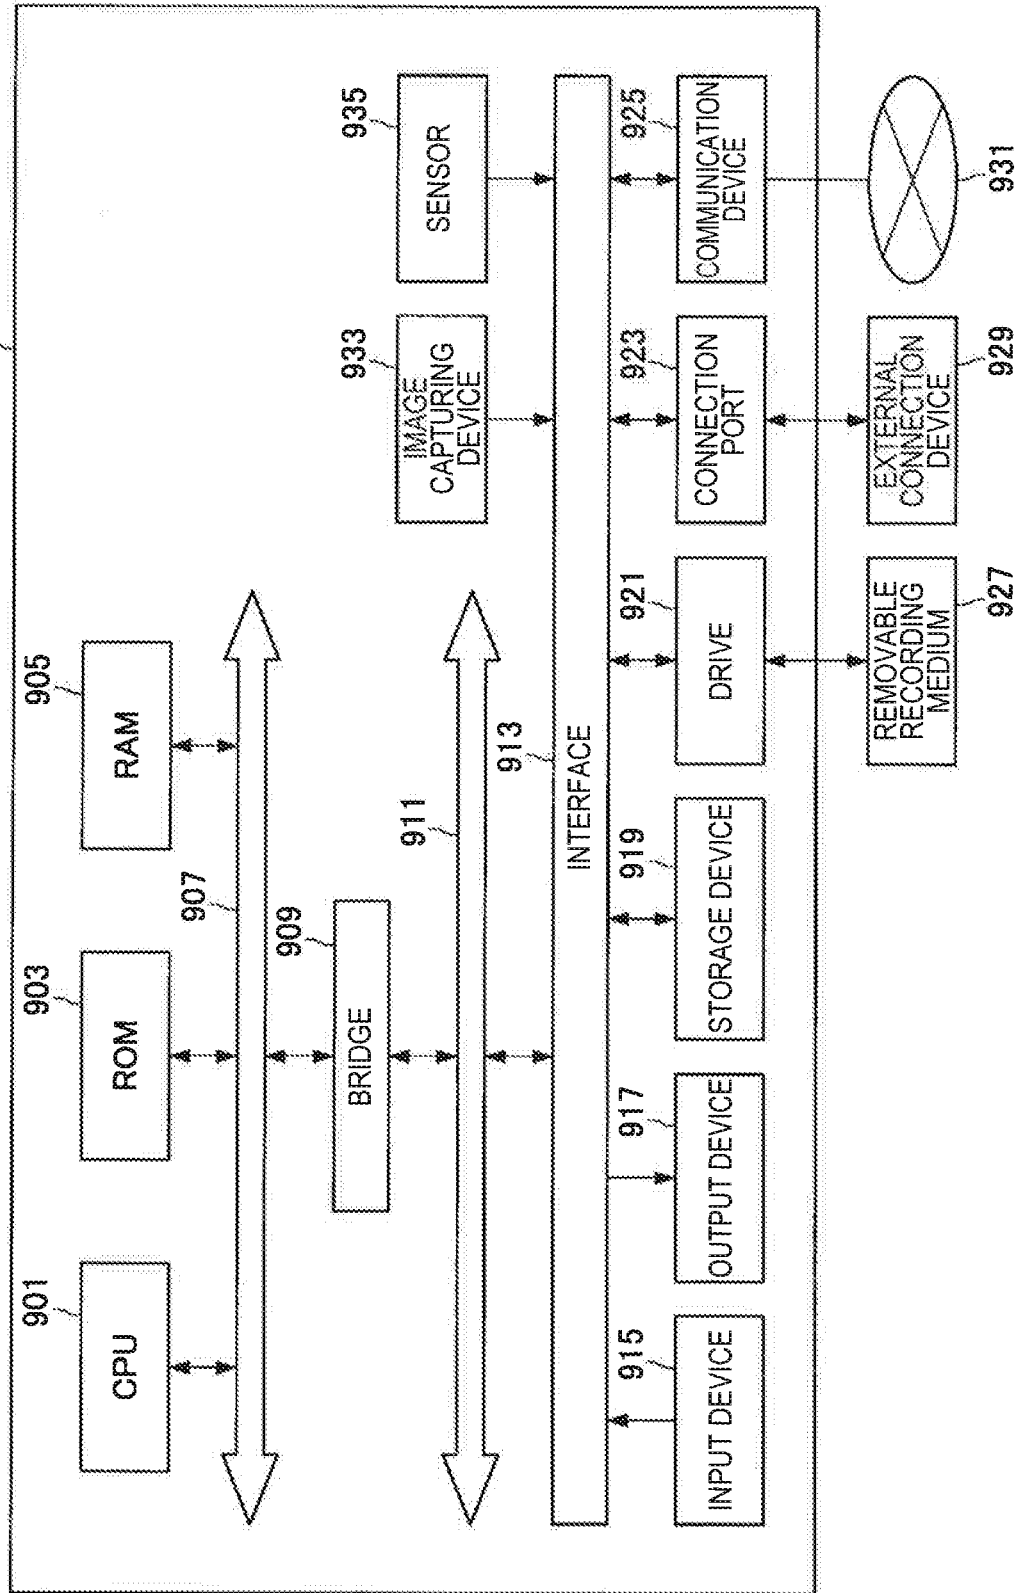 901
CPU
903
ROM
905
RAM
907
909
BRIDGE
911
933
IMAGE
CAPTURING
DEVICE
935
SENSOR
913
INTERFACE
915
INPUT DEVICE
917
OUTPUT DEVICE
919
STORAGE DEVICE
921
DRIVE
923
CONNECTION
PORT
925
COMMUNICATION
DEVICE
REMOVABLE
RECORDING
MEDIUM
927
EXTERNAL
CONNECTION
DEVICE
929
931